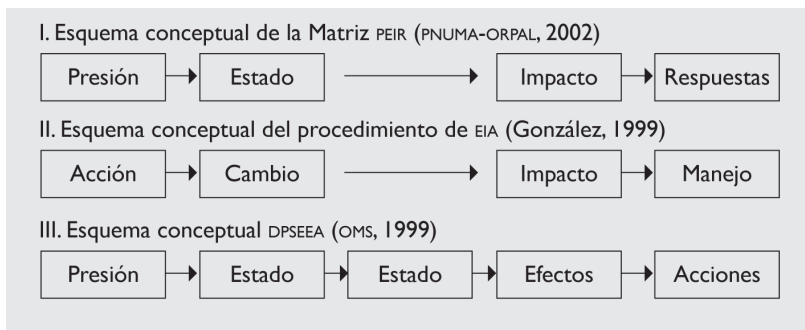 I. Esquema conceptual de la Matriz PEIR (PNUMA-ORPAL, 2002)
Presión Estado Impacto Respuestas
II. Esquema conceptual del procedimiento de EIA (González, 1999)
Acción Cambio Impacto Manejo
III. Esquema conceptual DPSEEA (OMS, 1999)
Presión Estado Estado Efectos Acciones